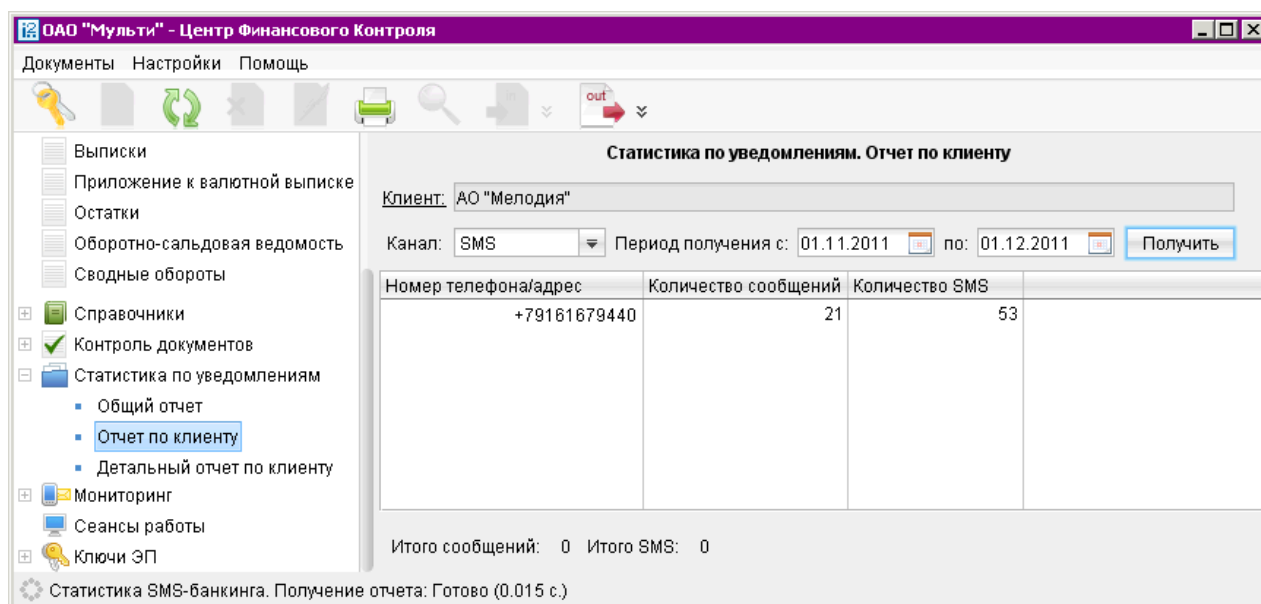 ОАО "Мульти" - Центр Финансового Контроля
Документы Настройки Помощь
out
Выписки
Приложение к валютной выписке
Остатки
Оборотно-сальдовая ведомость
Сводные обороты
Справочники
Контроль документов
Статистика по уведомлениям
Общий отчет
Отчет по клиенту
Детальный отчет по клиенту
Мониторинг
Сеансы работы
Ключи ЭП
Статистика по уведомлениям. Отчет по клиенту
Клиент: АО "Мелодия"
Канал: SMS Период получения с: 01.11.2011 по: 01.12.2011 Получить
Номер телефона/адрес Количество сообщений Количество SMS
+79161679440 21 53
Итого сообщений: 0 Итого SMS: 0
Статистика SMS-банкинга. Получение отчета: Готово (0.015 с.)